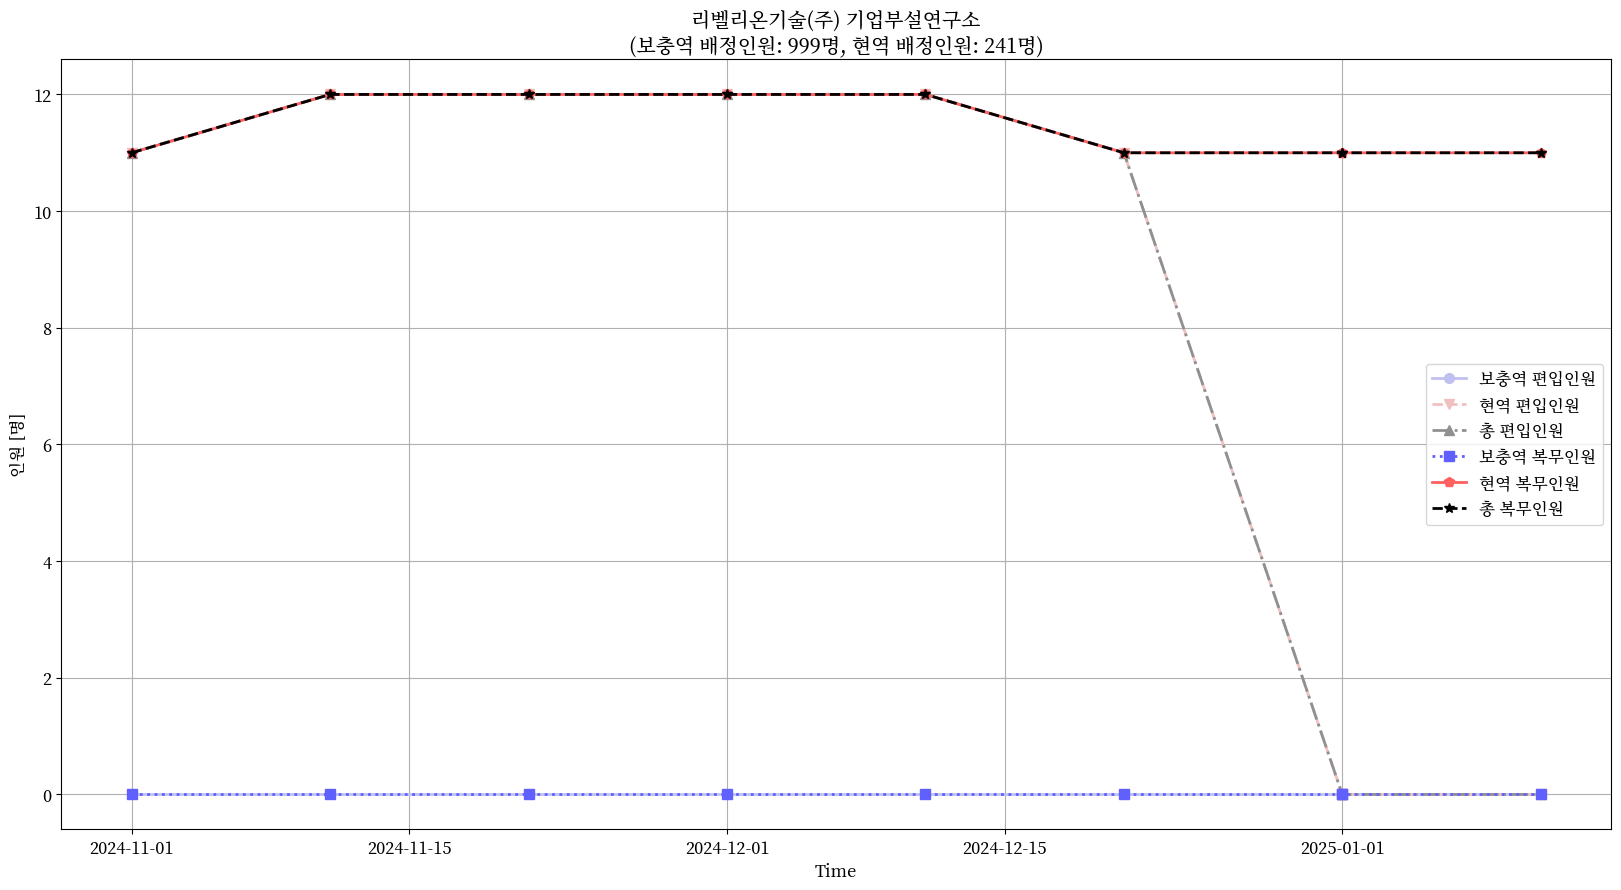 리벨리온기술(주) 기업부설연구소
(보충역 배정인원: 999명, 현역 배정인원: 241명)
인원 [명]
12
10
8
6
4
2
0
보충역 편입인원
현역 편입인원
총 편입인원
보충역 복무인원
현역 복무인원
총 복무인원
2024-11-01
2024-11-15
2024-12-01
2024-12-15
2025-01-01
Time